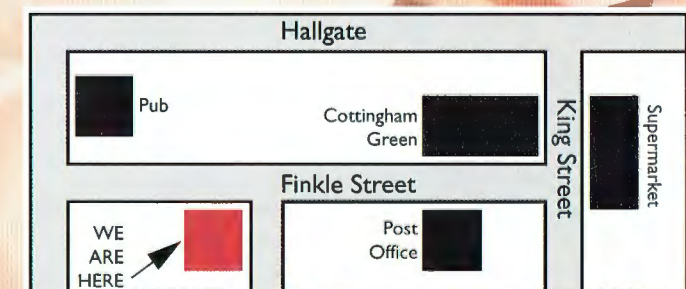 Hallgate
Pub
Cottingham
Green
King Street
Supermarket
Finkle Street
WE
ARE
HERE
Post
Office